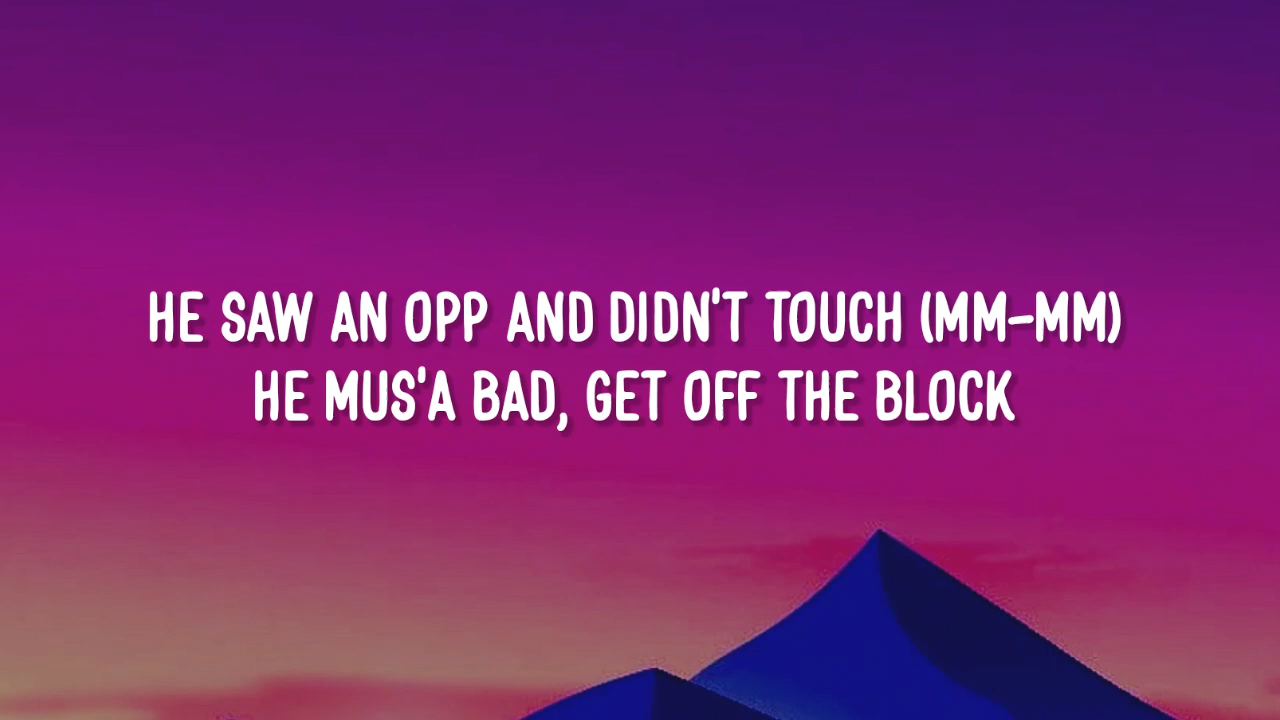 HE SAW AN OPP AND DIDN'T TOUCH (MM-MM)
HE MUS'A BAD, GET OFF THE BLOCK